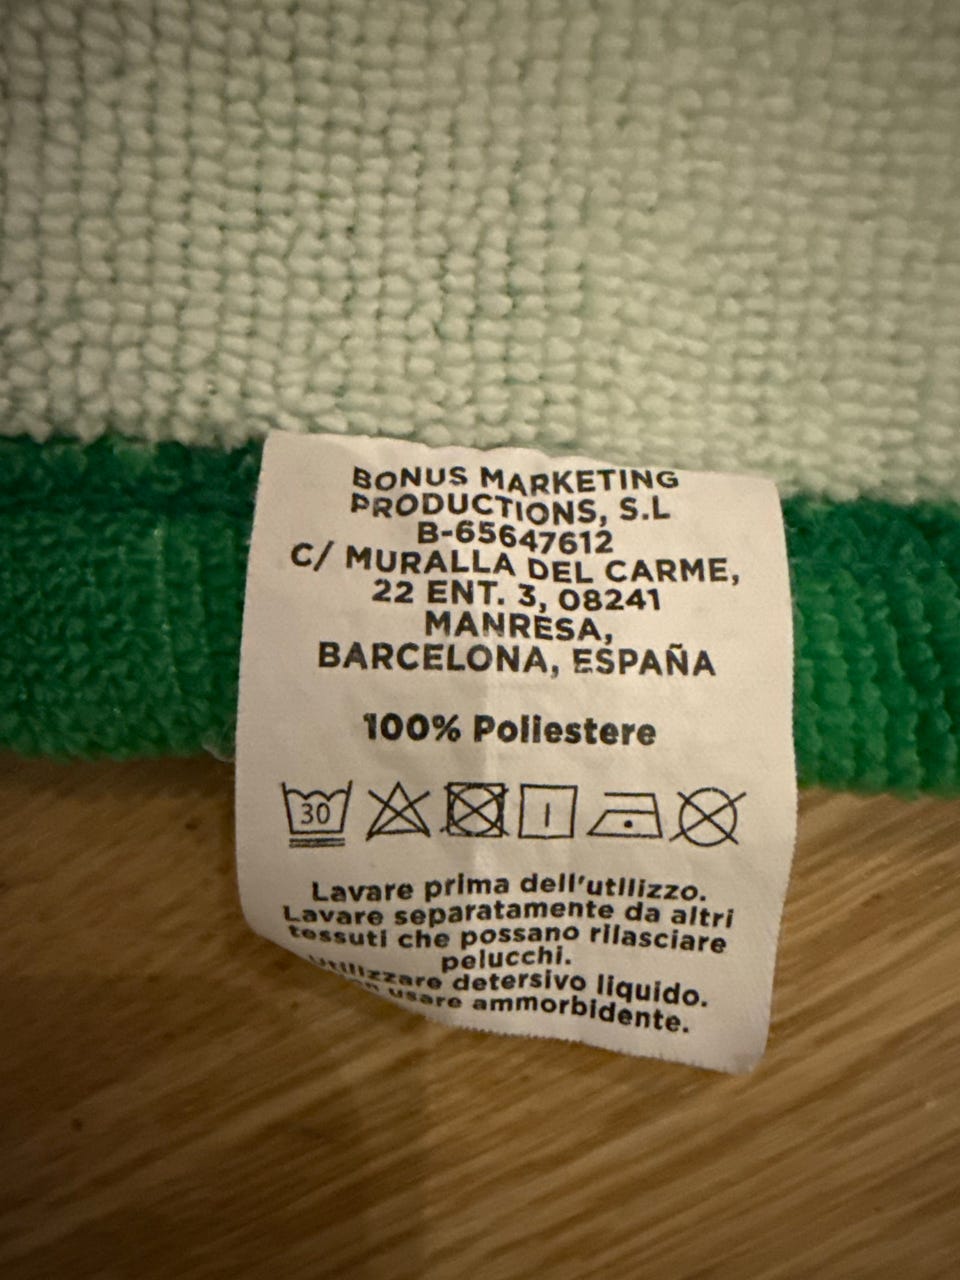 BONUS MARKETING
PRODUCTIONS, S.L
B-65647612
C/ MURALLA DEL CARME,
22 ENT. 3, 08241
MANRESA,
BARCELONA, ESPAÑA
100% Poliestere
30
Lavare prima dell'utilizzo.
Lavare separatamente da altri
tessuti che possano rilasciare
pelucchi.
utilizzare detersivo liquido.
usare ammorbidente.